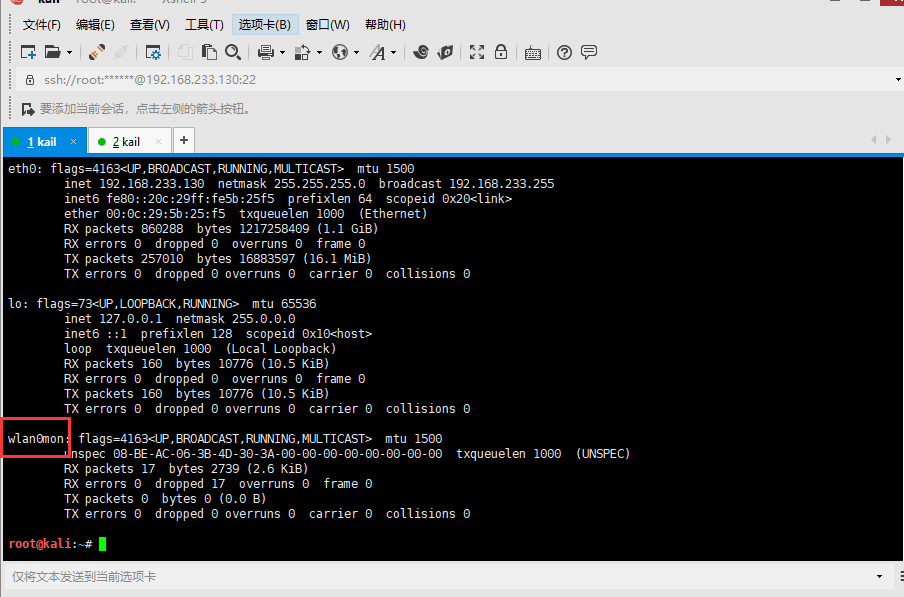 文件(F) 编辑(E) 查看(V) 工具(T) 选项卡(B) 窗口(W) 帮助(H)
ssh://root:******@192.168.233.130:22
要添加当前会话，点击左侧的箭头按钮。
1 kail × 2 kail × +
eth0: flags=4163<UP,BROADCAST,RUNNING,MULTICAST>  mtu 1500
inet 192.168.233.130  netmask 255.255.255.0  broadcast 192.168.233.255
inet6 fe80::20c:29ff:fe5b:25f5  prefixlen 64  scopeid 0x20<link>
ether 00:0c:29:5b:25:f5  txqueuelen 1000  (Ethernet)
RX packets 860288  bytes 1217258409 (1.1 GiB)
RX errors 0  dropped 0  overruns 0  frame 0
TX packets 257010  bytes 16883597 (16.1 MiB)
TX errors 0  dropped 0 overruns 0  carrier 0  collisions 0
lo: flags=73<UP,LOOPBACK,RUNNING>  mtu 65536
inet 127.0.0.1  netmask 255.0.0.0
inet6 ::1  prefixlen 128  scopeid 0x10<host>
loop  txqueuelen 1000  (Local Loopback)
RX packets 160  bytes 10776 (10.5 KiB)
RX errors 0  dropped 0  overruns 0  frame 0
TX packets 160  bytes 10776 (10.5 KiB)
TX errors 0  dropped 0 overruns 0  carrier 0  collisions 0
wlan0mon: flags=4163<UP,BROADCAST,RUNNING,MULTICAST>  mtu 1500
unspec 08-BE-AC-06-3B-4D-30-3A-00-00-00-00-00-00-00-00  txqueuelen 1000  (UNSPEC)
RX packets 17  bytes 2739 (2.6 KiB)
RX errors 0  dropped 17  overruns 0  frame 0
TX packets 0  bytes 0 (0.0 B)
TX errors 0  dropped 0 overruns 0  carrier 0  collisions 0
root@kali:~#
仅将文本发送到当前选项卡